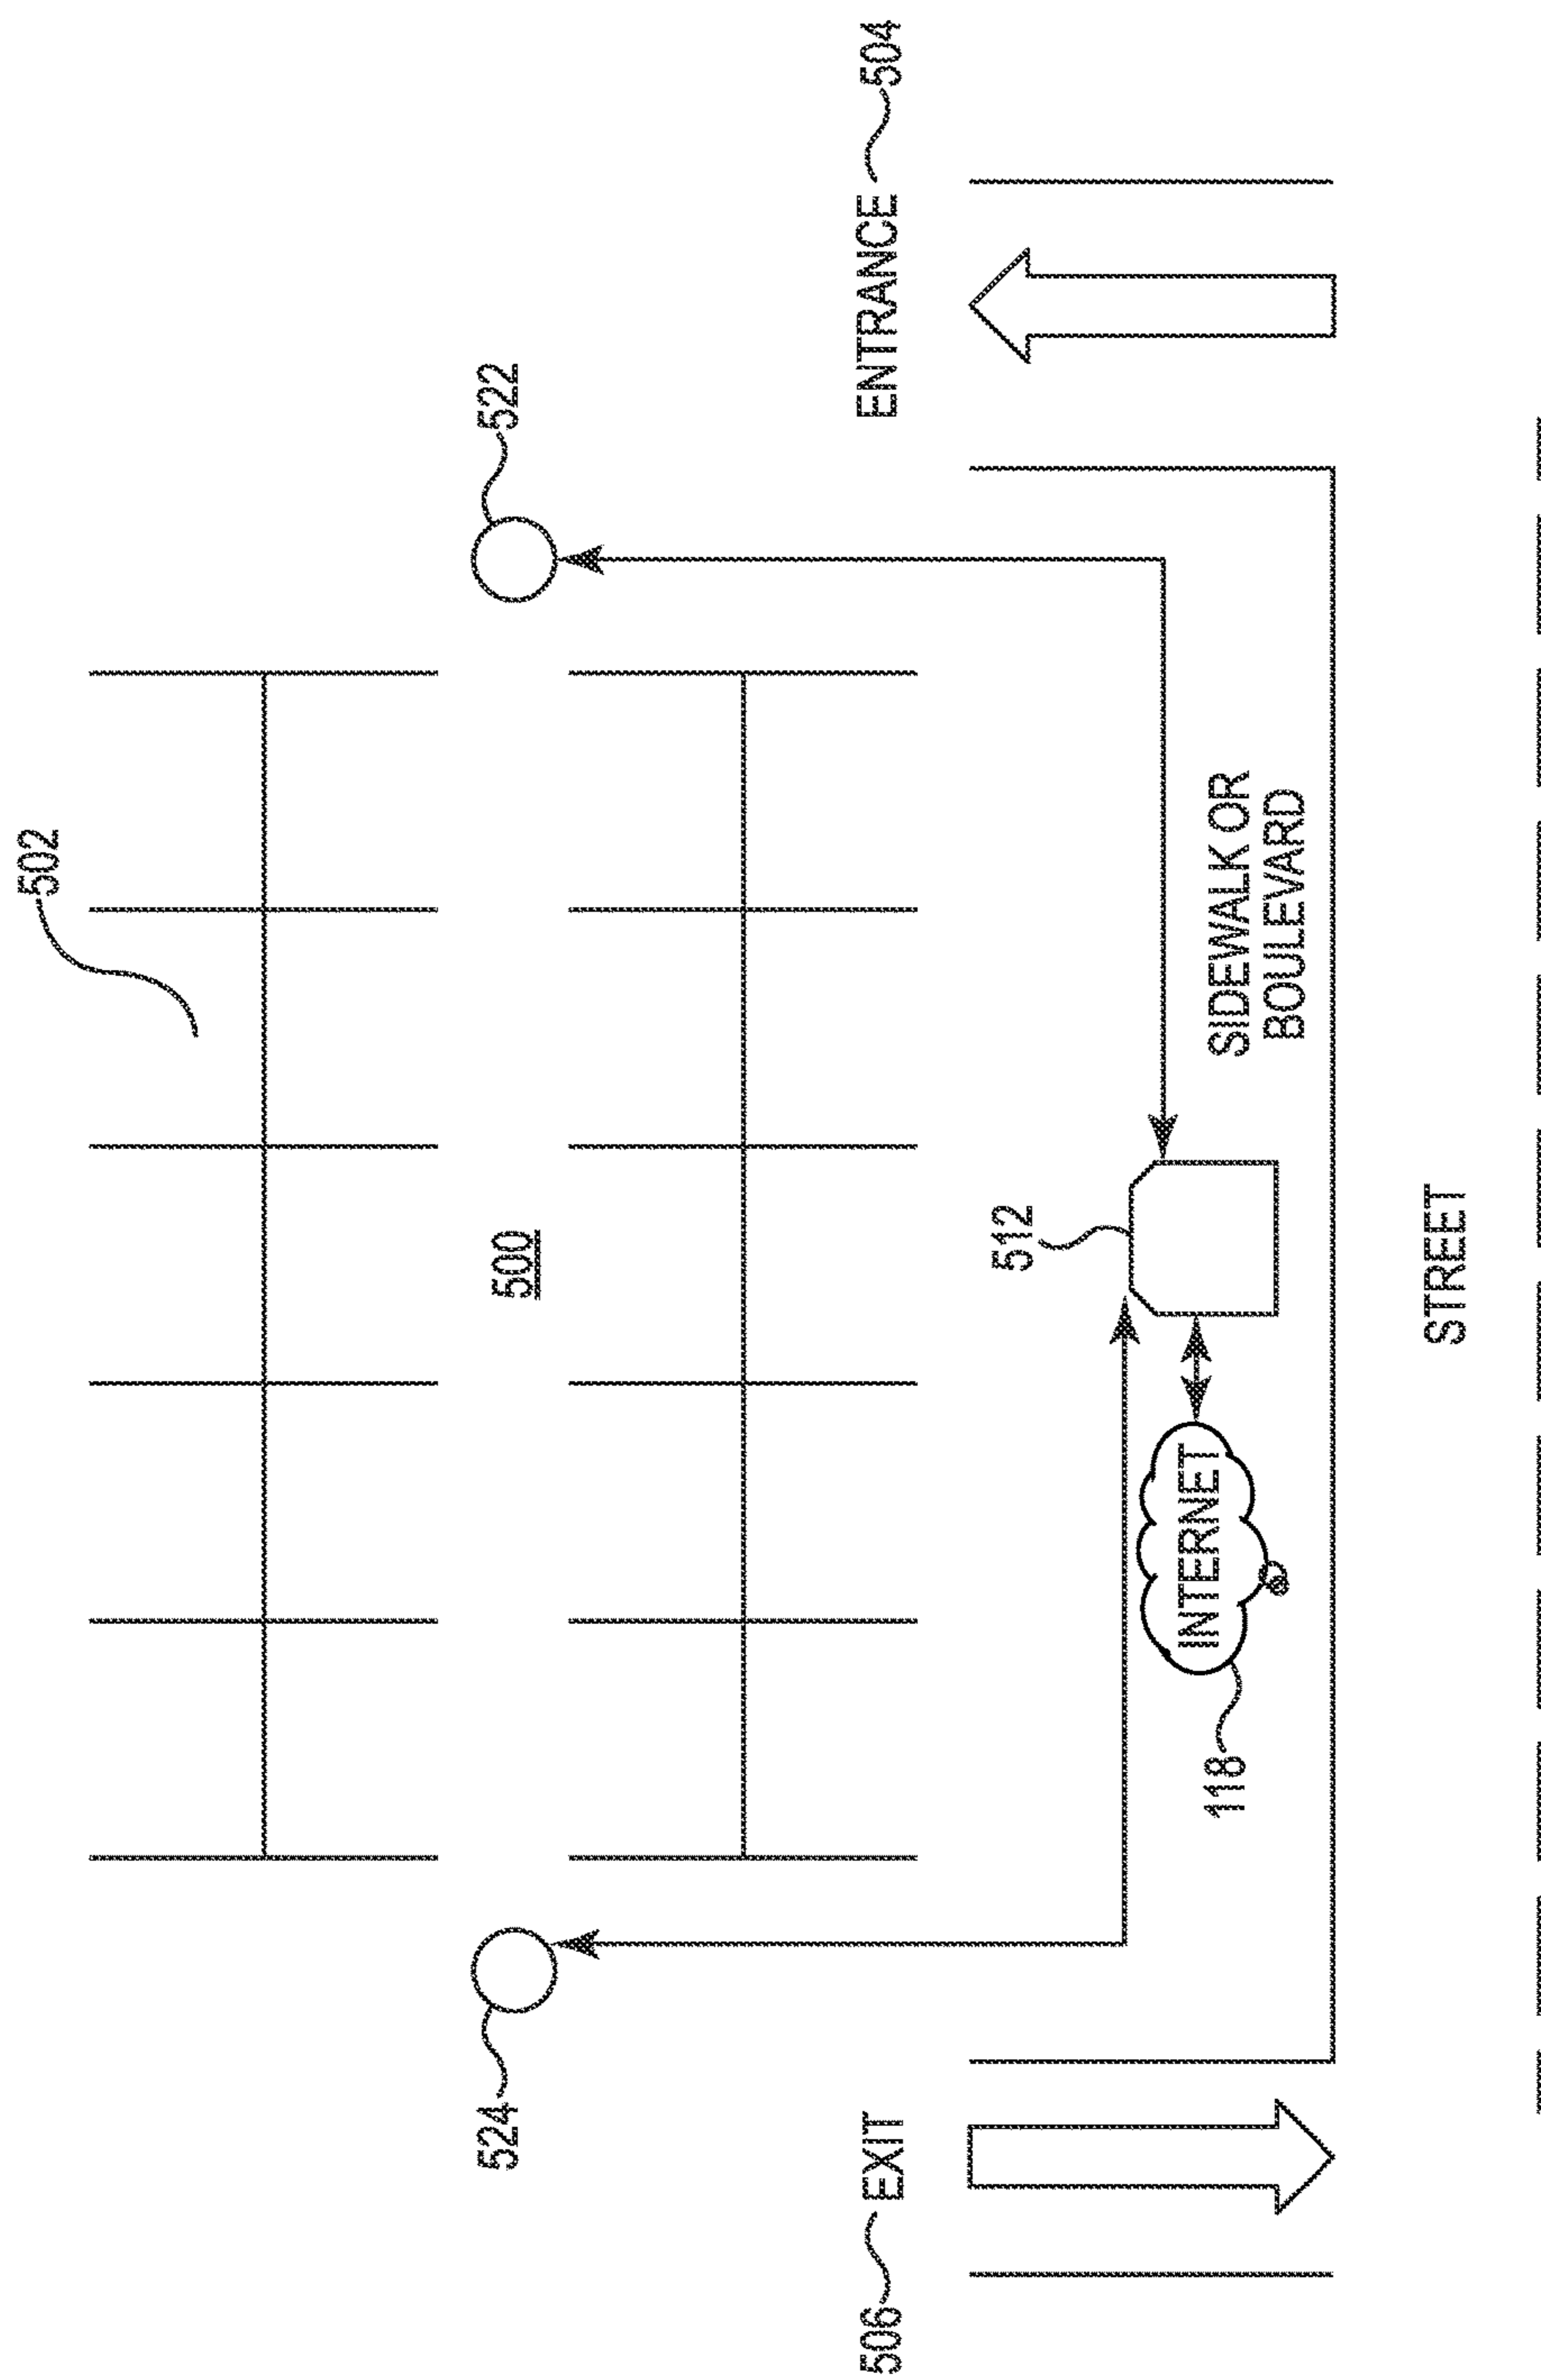 502
524
500
522
506 EXIT
ENTRANCE 504
512
118
INTERNET
SIDEWALK OR
BOULEVARD
STREET